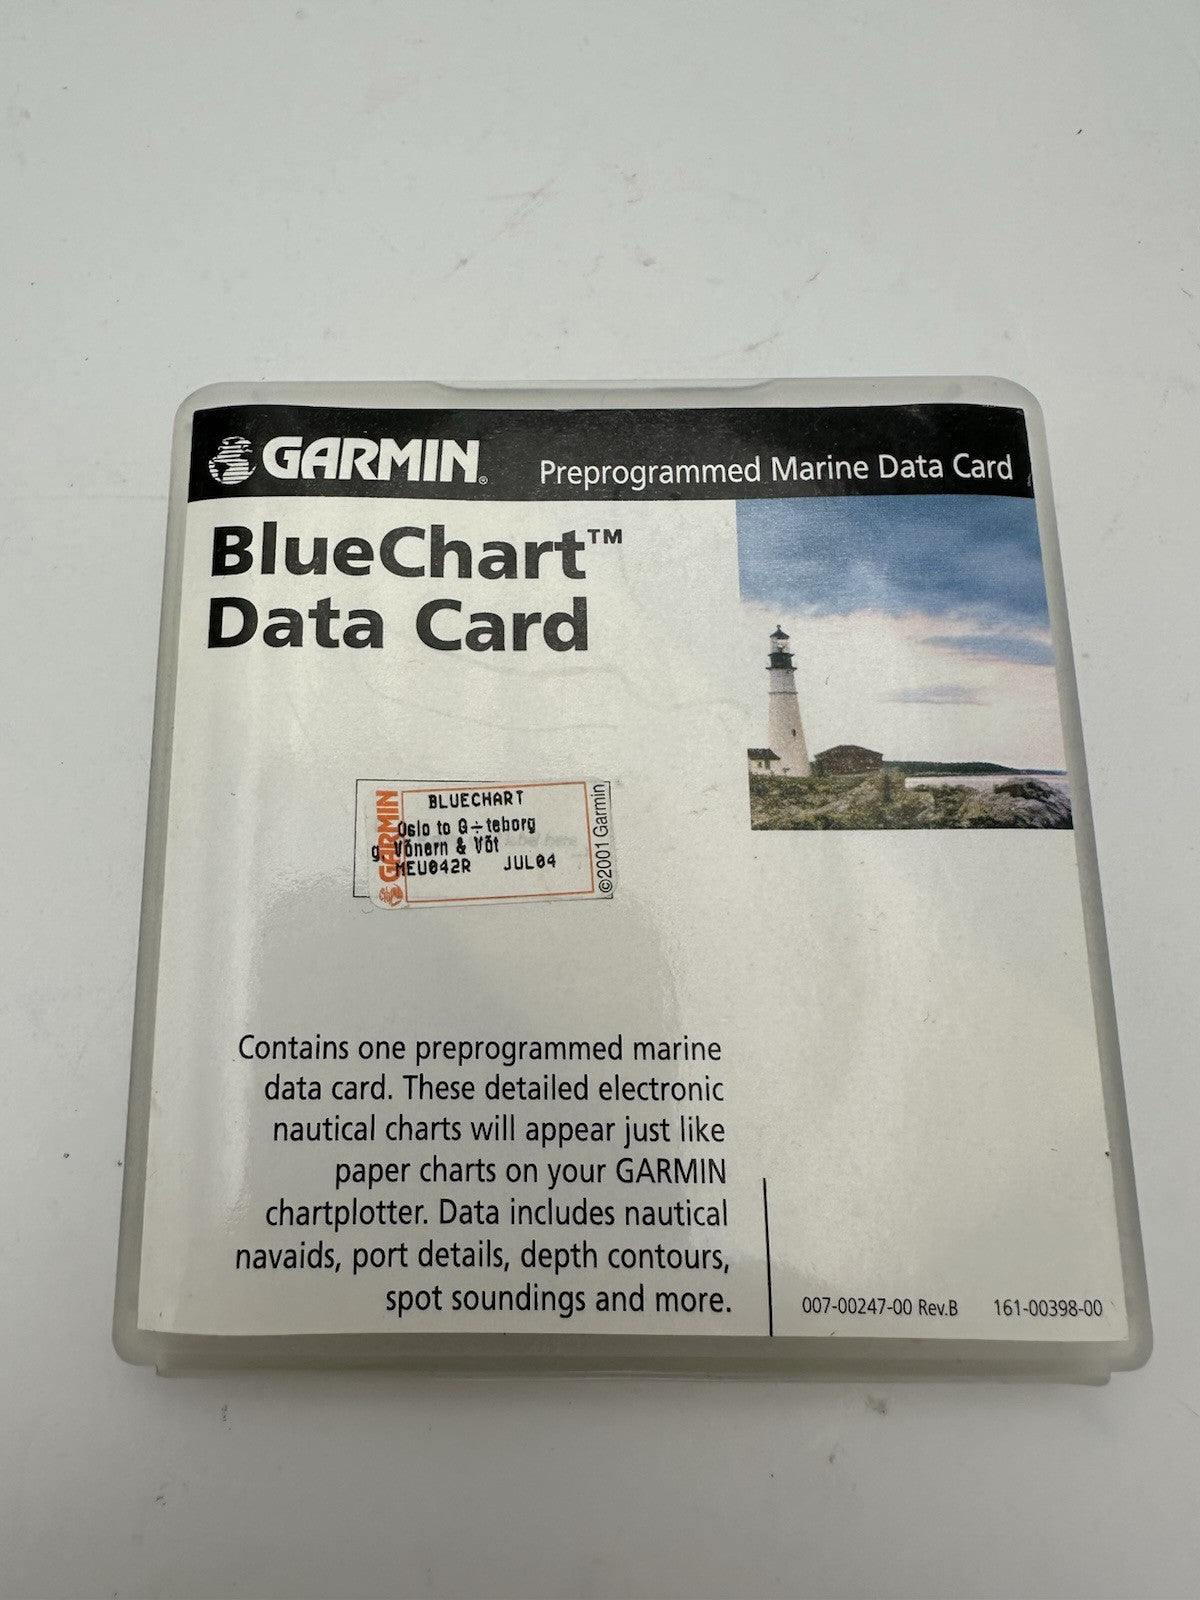 GARMIN®
Preprogrammed Marine Data Card
BlueChart™
Data Card
GARMIN
BLUECHART
Oslo to G÷teborg
g. Võnern & Võt
MEU042R JUL04
©2001 Garmin
Contains one preprogrammed marine
data card. These detailed electronic
nautical charts will appear just like
paper charts on your GARMIN
chartplotter. Data includes nautical
navaids, port details, depth contours,
spot soundings and more.
007-00247-00 Rev.B 161-00398-00